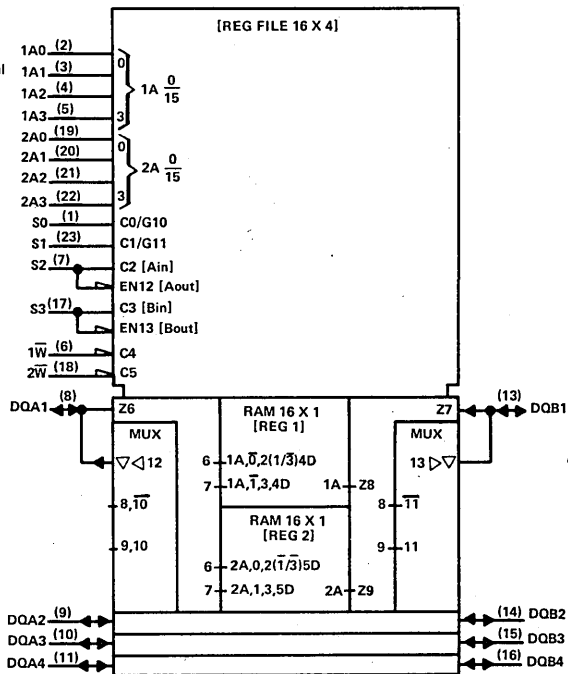 [REG FILE 16 X 4]
1A0 (2)
al
1A1 (3)
1A2 (4)
1A3 (5)
0
3
1A 0/15
2A0 (19)
2A1 (20)
2A2 (21)
2A3 (22)
0
3
2A 0/15
S0 (1) C0/G10
S1 (23) C1/G11
S2 (7) C2 [Ain]
EN12 [Aout]
S3 (17) C3 [Bin]
EN13 [Bout]
1W̅ (6) C4
2W̅ (18) C5
DQA1 (8) Z6
RAM 16 X 1
[REG 1]
Z7 (13) DQB1
MUX
MUX
▽◁ 12
6 1A,0̅,2(1̅/3̅)4D
13 ▷▽
7 1A,1̅,3,4D
1A Z8
8,1̅0̅
8 1̅1̅
RAM 16 X 1
[REG 2]
9,10
9 11
6 2A,0,2(1̅/3̅)5D
7 2A,1,3,5D
2A Z9
DQA2 (9) (14) DQB2
DQA3 (10) (15) DQB3
DQA4 (11) (16) DQB4